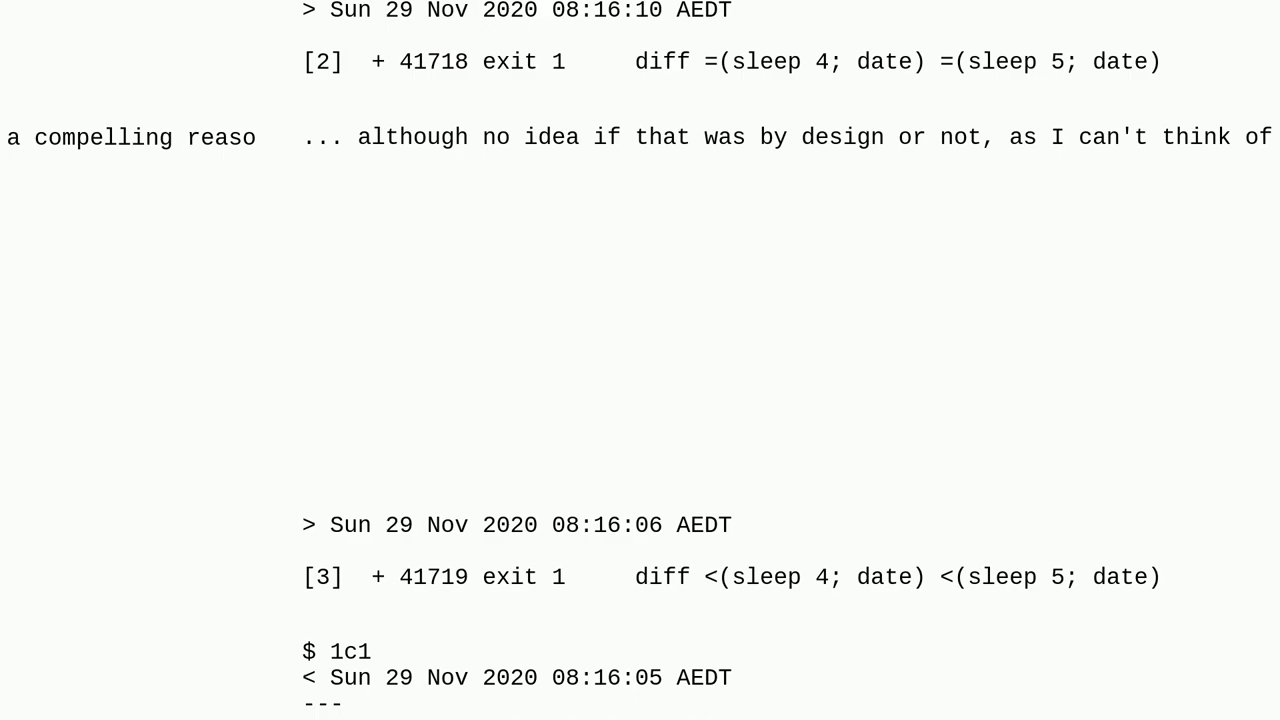 > Sun 29 Nov 2020 08:16:10 AEDT
[2]  + 41718 exit 1     diff =(sleep 4; date) =(sleep 5; date)
a compelling reaso
... although no idea if that was by design or not, as I can't think of
> Sun 29 Nov 2020 08:16:06 AEDT
[3]  + 41719 exit 1     diff <(sleep 4; date) <(sleep 5; date)
$ 1c1
< Sun 29 Nov 2020 08:16:05 AEDT
---